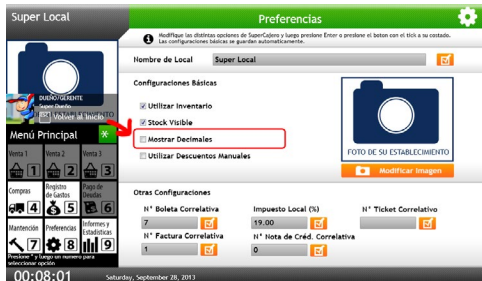 Super Local
Preferencias
Modifique las distintas opciones de SuperCajero y luego presione Enter o presione el boton con el tick a su costado.
Las configuraciones básicas se guardan automaticamente.
Nombre de Local
Super Local
DUEÑO/GERENTE
Super Dueño
ESC Volver al Inicio
Menú Principal *
Venta 1 Venta 2 Venta 3
1 2 3
Compras Registro de Gastos Pago de Deudas
4 5 6
Mantención Preferencias Informes y Estadísticas
7 8 9
Presione * y luego un numero para
seleccionar opción
00:08:01
Configuraciones Básicas
Utilizar Inventario
Stock Visible
Mostrar Decimales
Utilizar Descuentos Manuales
FOTO DE SU ESTABLECIMIENTO
Modificar Imagen
Otras Configuraciones
N° Boleta Correlativa Impuesto Local (%) N° Ticket Correlativo
7 19.00
N° Factura Correlativa N° Nota de Créd. Correlativa
1 0
Saturday, September 28, 2013